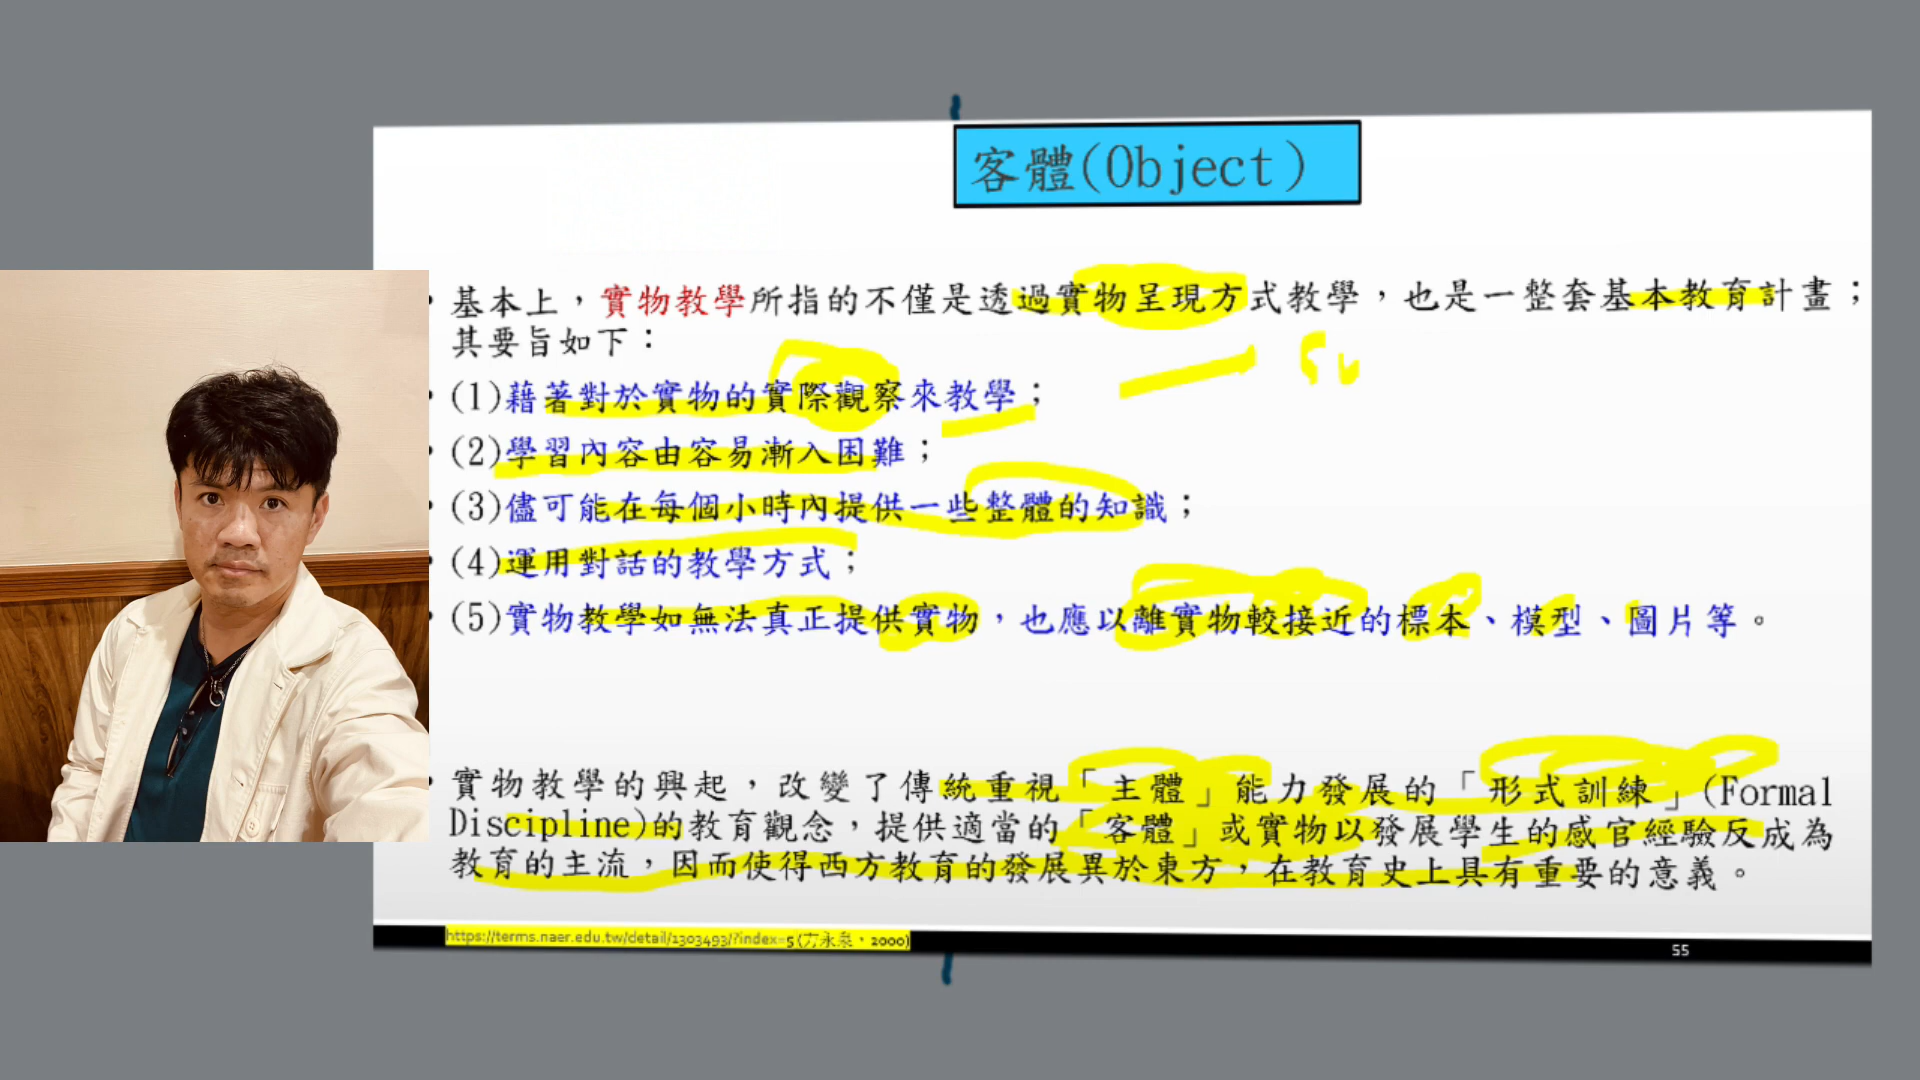 客體(Object)
基本上，實物教學所指的不僅是透過實物呈現方式教學，也是一整套基本教育計畫；
其要旨如下：
(1)藉著對於實物的實際觀察來教學；
(2)學習內容由容易漸入困難；
(3)儘可能在每個小時內提供一些整體的知識；
(4)運用對話的教學方式；
(5)實物教學如無法真正提供實物，也應以離實物較接近的標本、模型、圖片等。
實物教學的興起，改變了傳統重視「主體」能力發展的「形式訓練」(Formal
Discipline)的教育觀念，提供適當的「客體」或實物以發展學生的感官經驗反成為
教育的主流，因而使得西方教育的發展異於東方，在教育史上具有重要的意義。
https://terms.naer.edu.tw/detail/1303493/?index=5 (方永泉，2000)
55